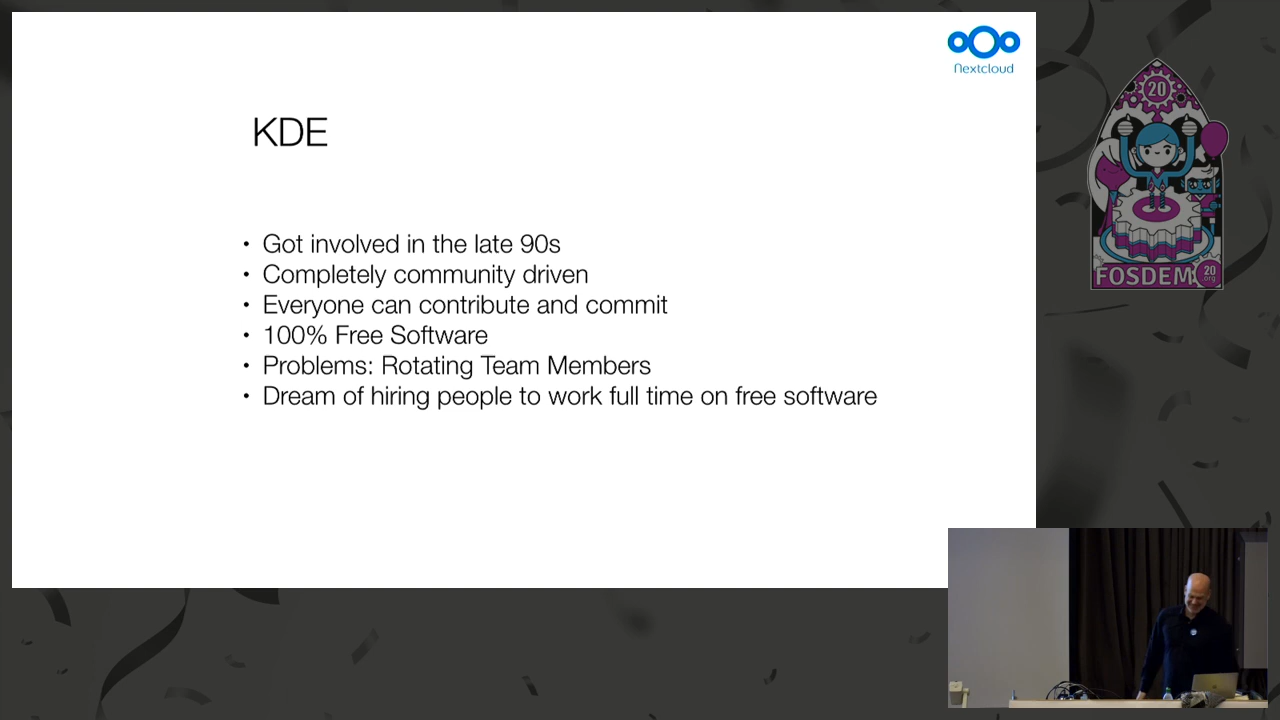 Nextcloud
KDE
• Got involved in the late 90s
• Completely community driven
• Everyone can contribute and commit
• 100% Free Software
• Problems: Rotating Team Members
• Dream of hiring people to work full time on free software
20
FOSDEM
20
.org